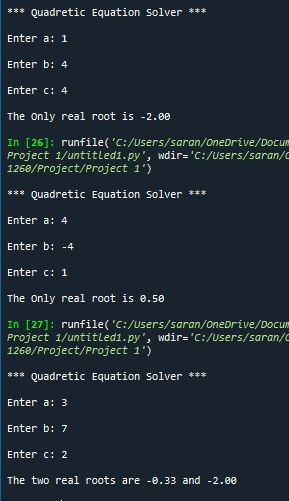 *** Quadretic Equation Solver ***
Enter a: 1
Enter b: 4
Enter c: 4
The Only real root is -2.00
In [26]: runfile('C:/Users/saran/OneDrive/Docum
Project 1/untitled1.py', wdir='C:/Users/saran/O
1260/Project/Project 1')
*** Quadretic Equation Solver ***
Enter a: 4
Enter b: -4
Enter c: 1
The Only real root is 0.50
In [27]: runfile('C:/Users/saran/OneDrive/Docum
Project 1/untitled1.py', wdir='C:/Users/saran/O
1260/Project/Project 1')
*** Quadretic Equation Solver ***
Enter a: 3
Enter b: 7
Enter c: 2
The two real roots are -0.33 and -2.00